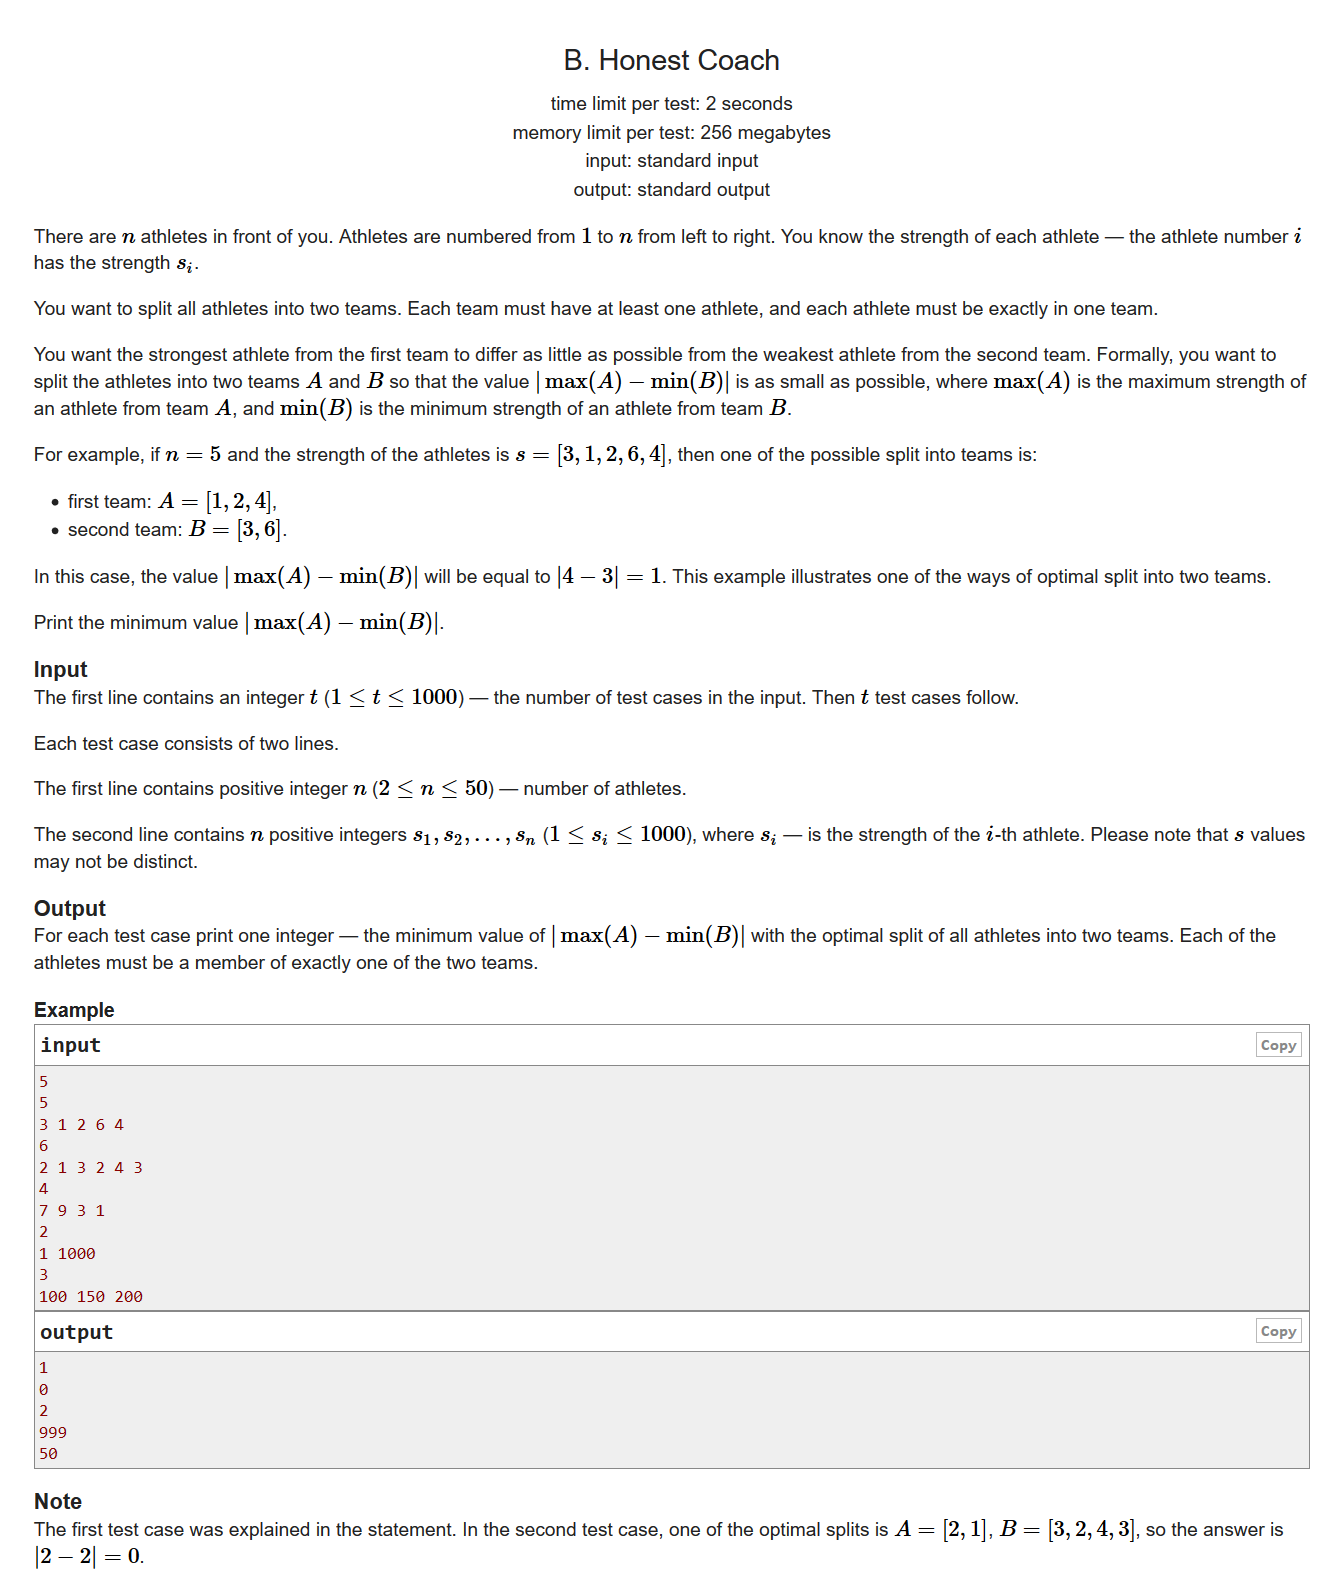 B. Honest Coach
time limit per test: 2 seconds
memory limit per test: 256 megabytes
input: standard input
output: standard output
There are n athletes in front of you. Athletes are numbered from 1 to n from left to right. You know the strength of each athlete — the athlete number i
has the strength s_i.
You want to split all athletes into two teams. Each team must have at least one athlete, and each athlete must be exactly in one team.
You want the strongest athlete from the first team to differ as little as possible from the weakest athlete from the second team. Formally, you want to
split the athletes into two teams A and B so that the value |max(A) − min(B)| is as small as possible, where max(A) is the maximum strength of
an athlete from team A, and min(B) is the minimum strength of an athlete from team B.
For example, if n = 5 and the strength of the athletes is s = [3, 1, 2, 6, 4], then one of the possible split into teams is:
• first team: A = [1, 2, 4],
• second team: B = [3, 6].
In this case, the value |max(A) − min(B)| will be equal to |4 − 3| = 1. This example illustrates one of the ways of optimal split into two teams.
Print the minimum value |max(A) − min(B)|.
Input
The first line contains an integer t (1 ≤ t ≤ 1000) — the number of test cases in the input. Then t test cases follow.
Each test case consists of two lines.
The first line contains positive integer n (2 ≤ n ≤ 50) — number of athletes.
The second line contains n positive integers s_1, s_2, . . . , s_n (1 ≤ s_i ≤ 1000), where s_i — is the strength of the i-th athlete. Please note that s values
may not be distinct.
Output
For each test case print one integer — the minimum value of |max(A) − min(B)| with the optimal split of all athletes into two teams. Each of the
athletes must be a member of exactly one of the two teams.
Example
input Copy
5
5
3 1 2 6 4
6
2 1 3 2 4 3
4
7 9 3 1
2
1 1000
3
100 150 200
output Copy
1
0
2
999
50
Note
The first test case was explained in the statement. In the second test case, one of the optimal splits is A = [2, 1], B = [3, 2, 4, 3], so the answer is
|2 − 2| = 0.